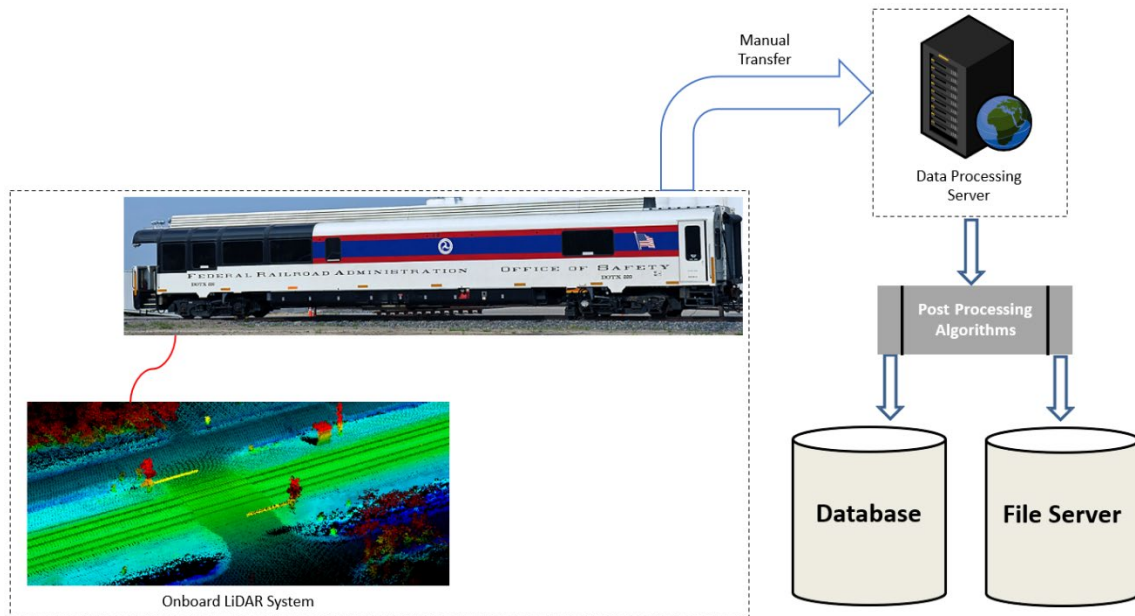 Manual
Transfer
Data Processing
Server
FEDERAL RAILROAD ADMINISTRATION OFFICE OF SAFETY
DOTX 220
Post Processing
Algorithms
Database
File Server
Onboard LiDAR System